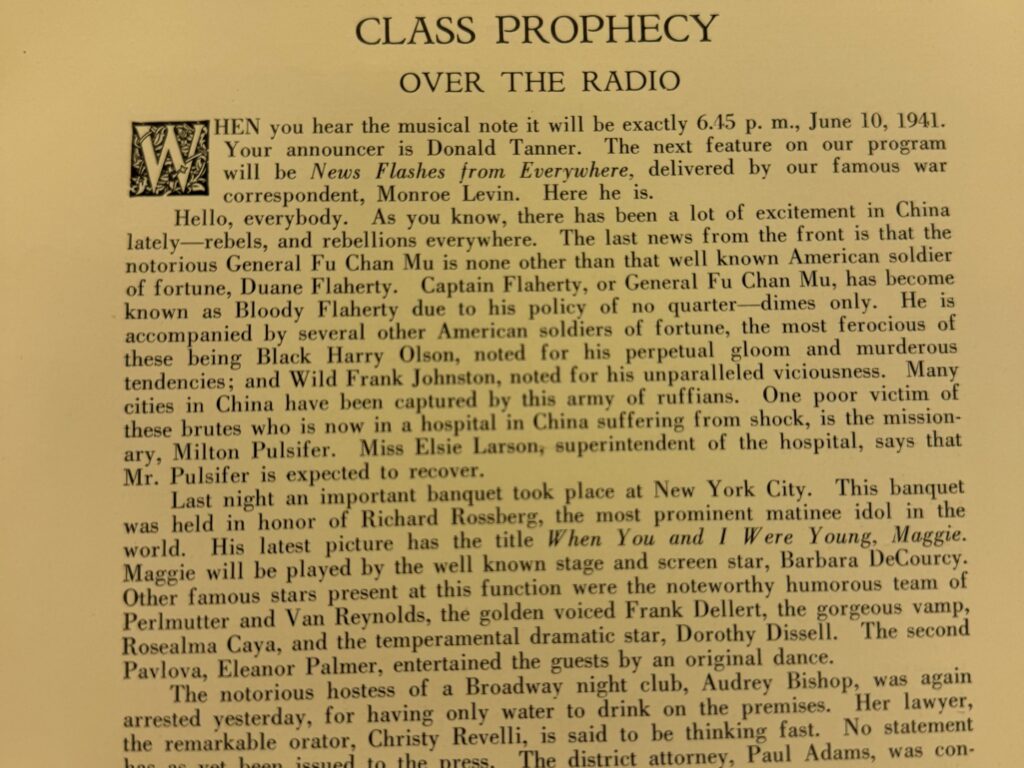 CLASS PROPHECY
OVER THE RADIO
WHEN you hear the musical note it will be exactly 6.45 p. m., June 10, 1941.
Your announcer is Donald Tanner. The next feature on our program
will be News Flashes from Everywhere, delivered by our famous war
correspondent, Monroe Levin. Here he is.
Hello, everybody. As you know, there has been a lot of excitement in China
lately—rebels, and rebellions everywhere. The last news from the front is that the
notorious General Fu Chan Mu is none other than that well known American soldier
of fortune, Duane Flaherty. Captain Flaherty, or General Fu Chan Mu, has become
known as Bloody Flaherty due to his policy of no quarter—dimes only. He is
accompanied by several other American soldiers of fortune, the most ferocious of
these being Black Harry Olson, noted for his perpetual gloom and murderous
tendencies; and Wild Frank Johnston, noted for his unparalleled viciousness. Many
cities in China have been captured by this army of ruffians. One poor victim of
these brutes who is now in a hospital in China suffering from shock, is the mission-
ary, Milton Pulsifer. Miss Elsie Larson, superintendent of the hospital, says that
Mr. Pulsifer is expected to recover.
Last night an important banquet took place at New York City. This banquet
was held in honor of Richard Rossberg, the most prominent matinee idol in the
world. His latest picture has the title When You and I Were Young, Maggie.
Maggie will be played by the well known stage and screen star, Barbara DeCourcy.
Other famous stars present at this function were the noteworthy humorous team of
Perlmutter and Van Reynolds, the golden voiced Frank Dellert, the gorgeous vamp,
Rosealma Caya, and the temperamental dramatic star, Dorothy Dissell. The second
Pavlova, Eleanor Palmer, entertained the guests by an original dance.
The notorious hostess of a Broadway night club, Audrey Bishop, was again
arrested yesterday, for having only water to drink on the premises. Her lawyer,
the remarkable orator, Christy Revelli, is said to be thinking fast. No statement
has as yet been issued to the press. The district attorney, Paul Adams, was con-